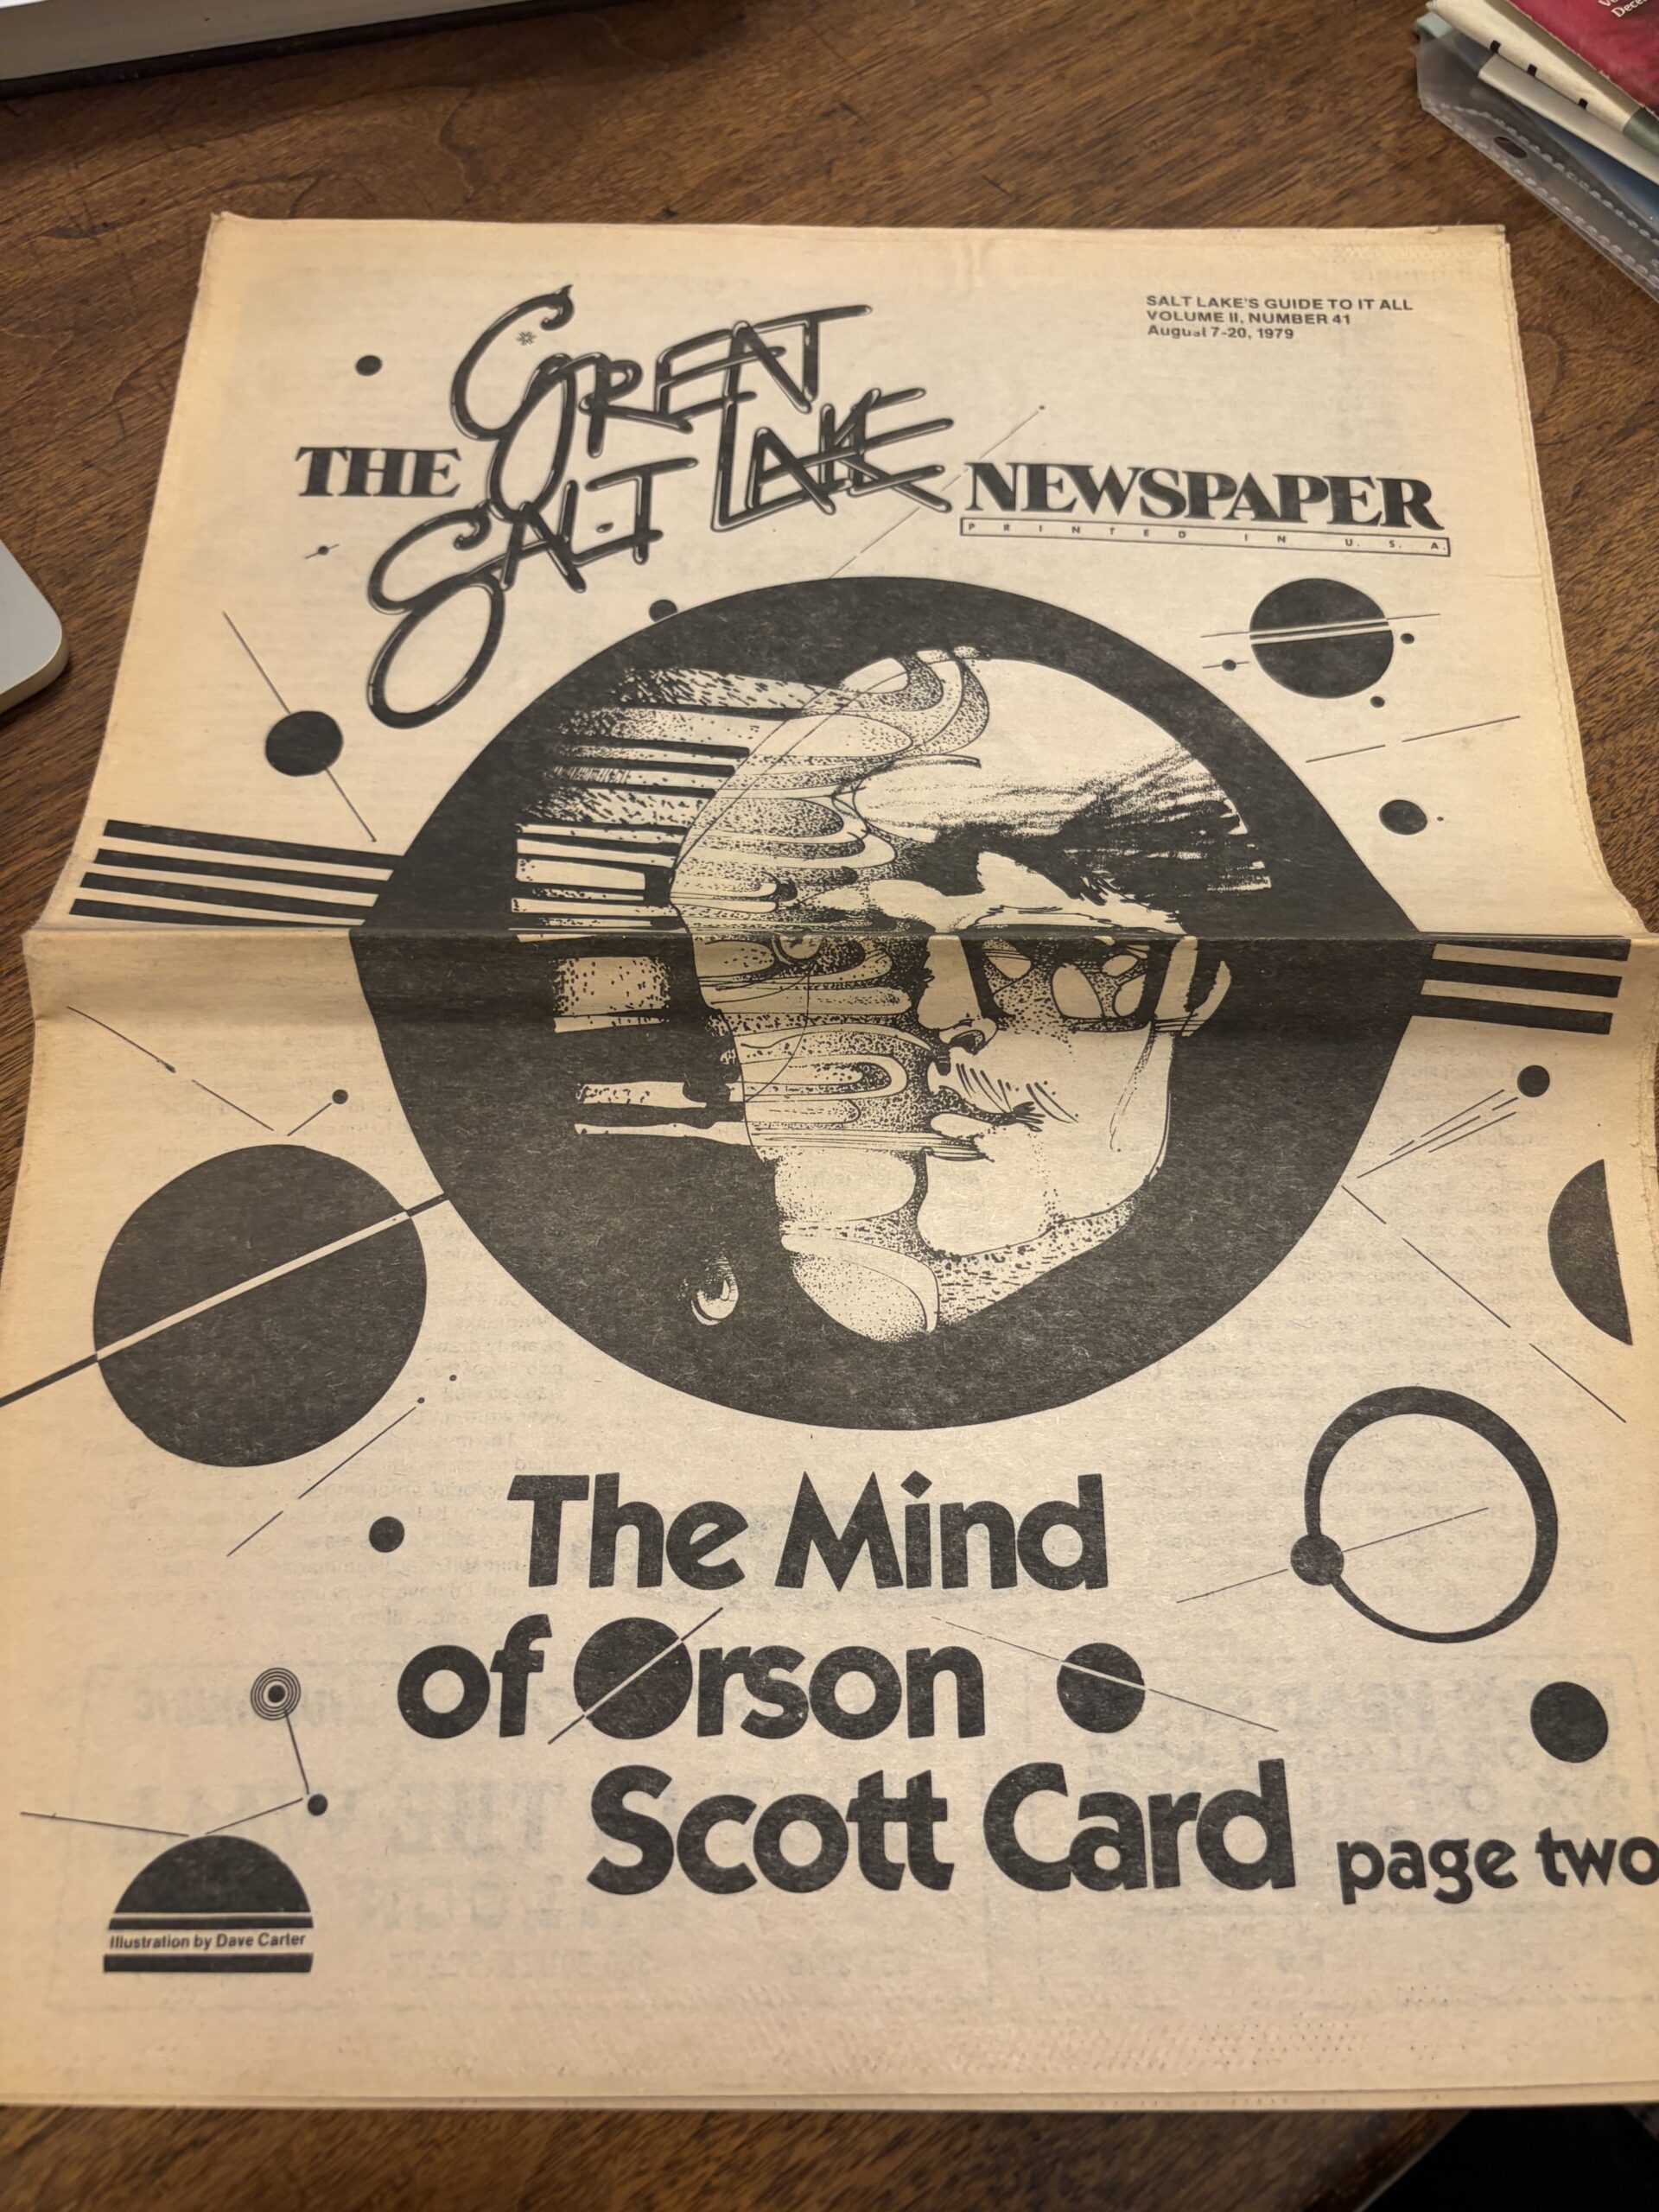 SALT LAKE'S GUIDE TO IT ALL
VOLUME II, NUMBER 41
August 7-20, 1979
THE GREAT SALT LAKE NEWSPAPER
PRINTED IN U.S.A.
The Mind
of Orson
Scott Card page two
Illustration by Dave Carter